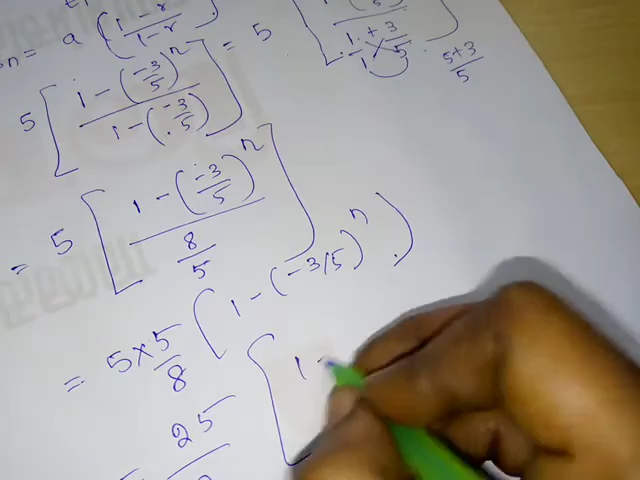 Sn = a (1-r^n / 1-r)
5 [1 - (-3/5)^n / 1 - (-3/5)] = 5 [ / 1 + 3/5] 5+3/5
= 5 [1 - (-3/5)^n / 8/5]
= 5 × 5/8 (1 - (-3/5)^n)
25 [1 -